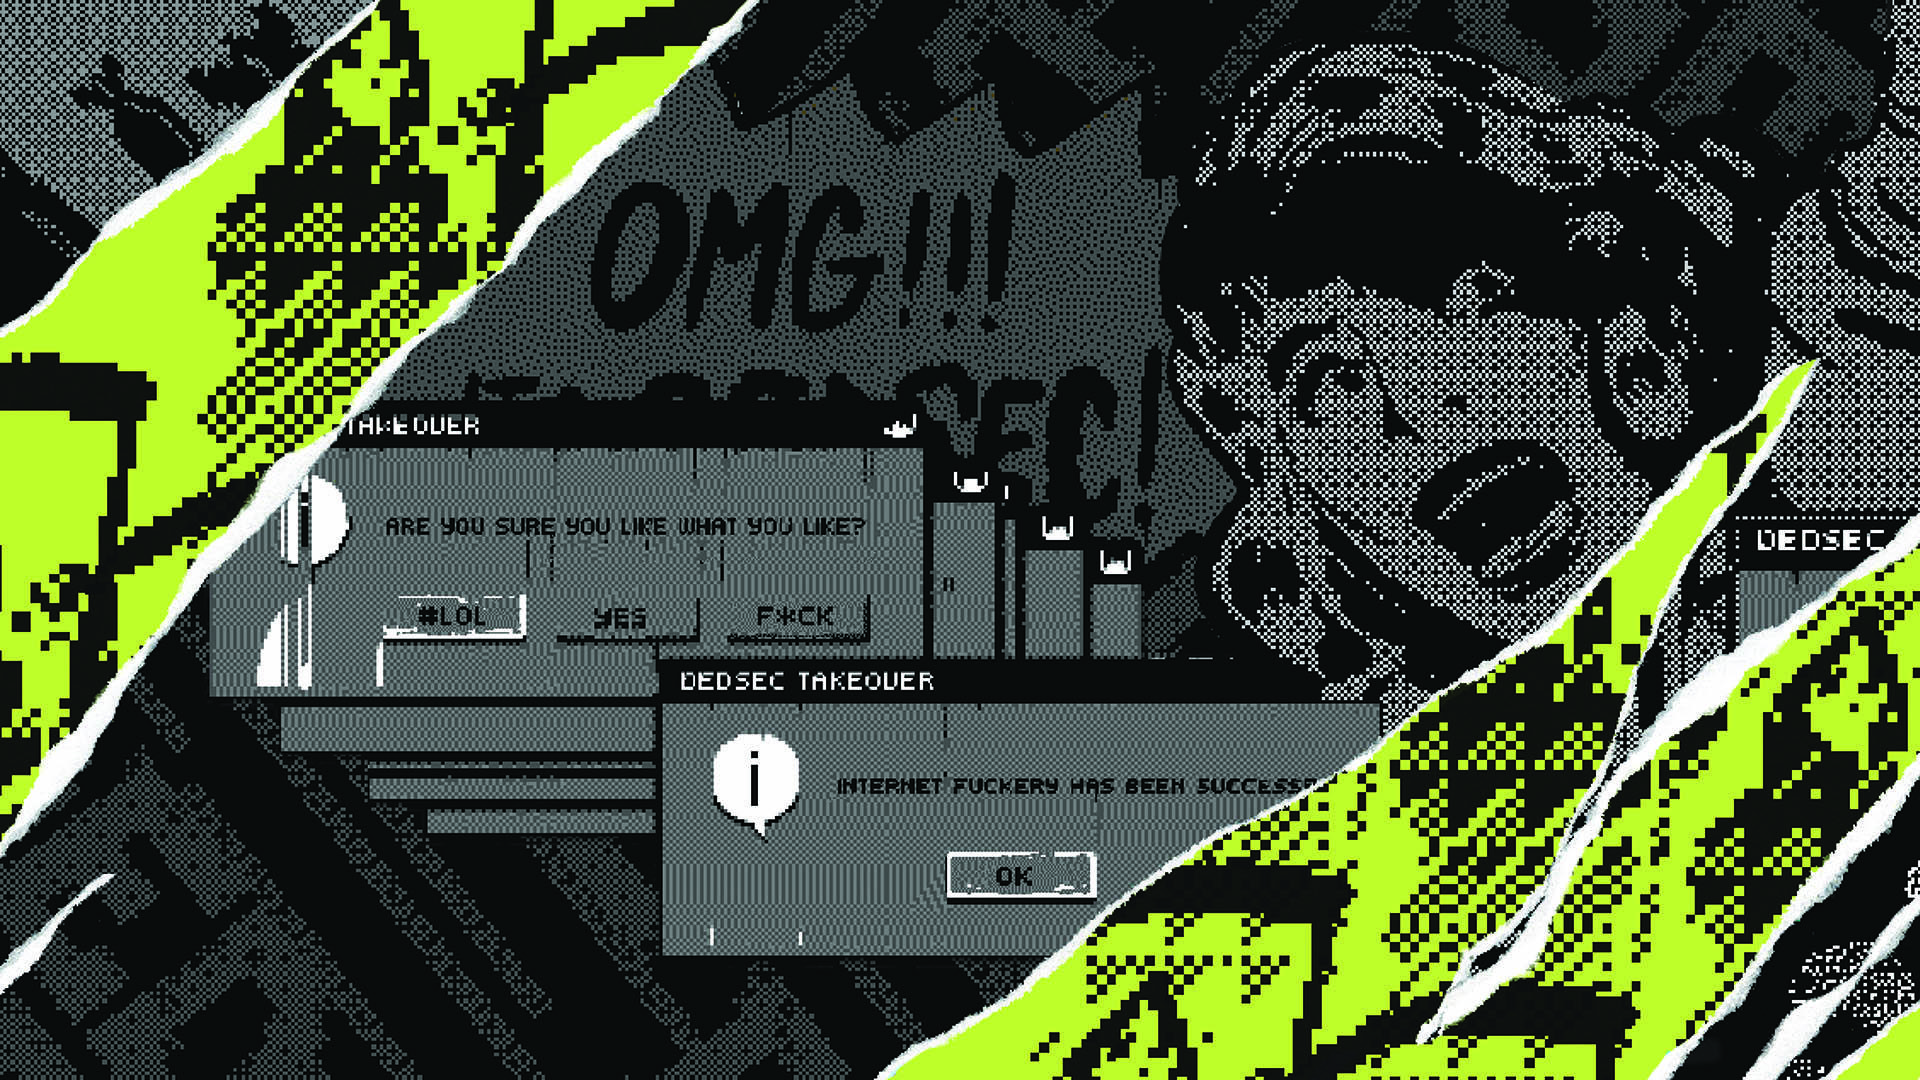 OMG!!!
TAKEOVER
ARE YOU SURE YOU LIKE WHAT YOU LIKE?
#LOL YES F*CK
DEDSEC
DEDSEC TAKEOVER
i
INTERNET FUCKERY HAS BEEN
OK